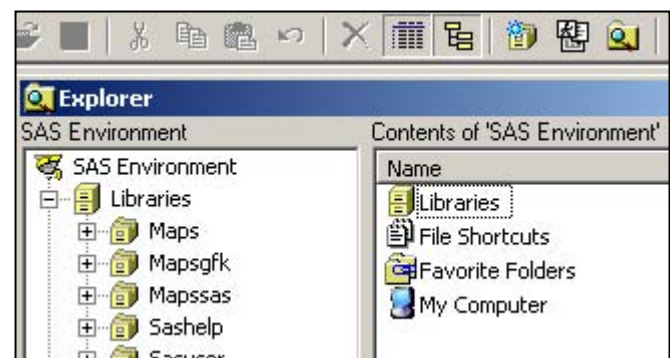 Explorer
SAS Environment
Contents of 'SAS Environment'
SAS Environment
Libraries
Maps
Mapsgfk
Mapssas
Sashelp
Name
Libraries
File Shortcuts
Favorite Folders
My Computer